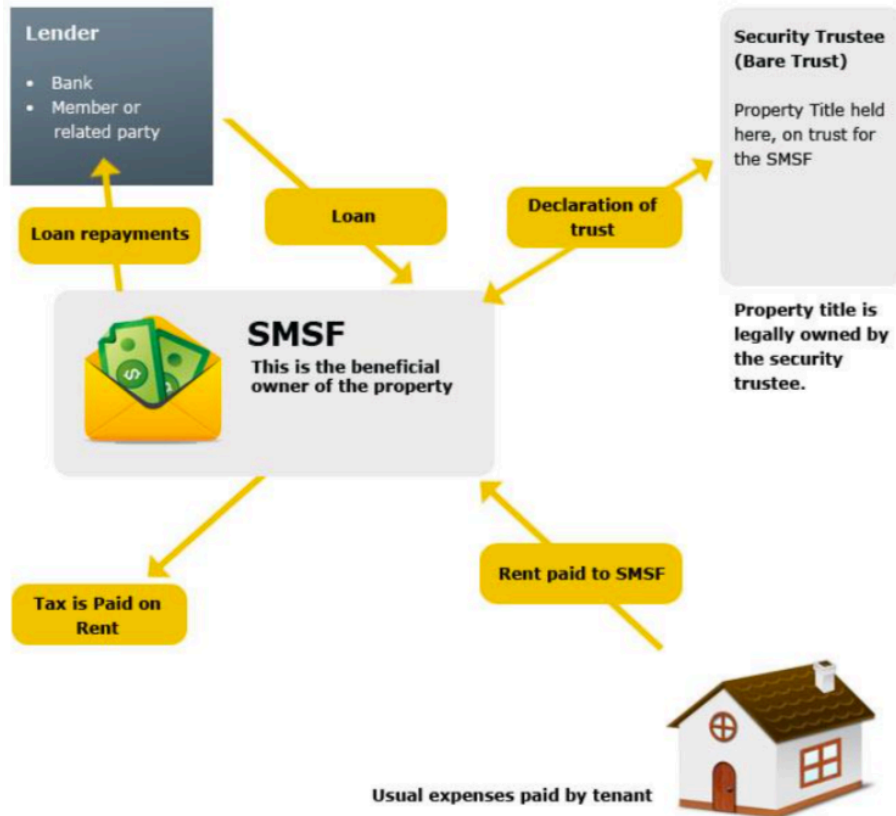 Lender
• Bank
• Member or
related party
Security Trustee
(Bare Trust)
Property Title held
here, on trust for
the SMSF
Loan repayments
Loan
Declaration of
trust
SMSF
This is the beneficial
owner of the property
Property title is
legally owned by
the security
trustee.
Tax is Paid on
Rent
Rent paid to SMSF
Usual expenses paid by tenant